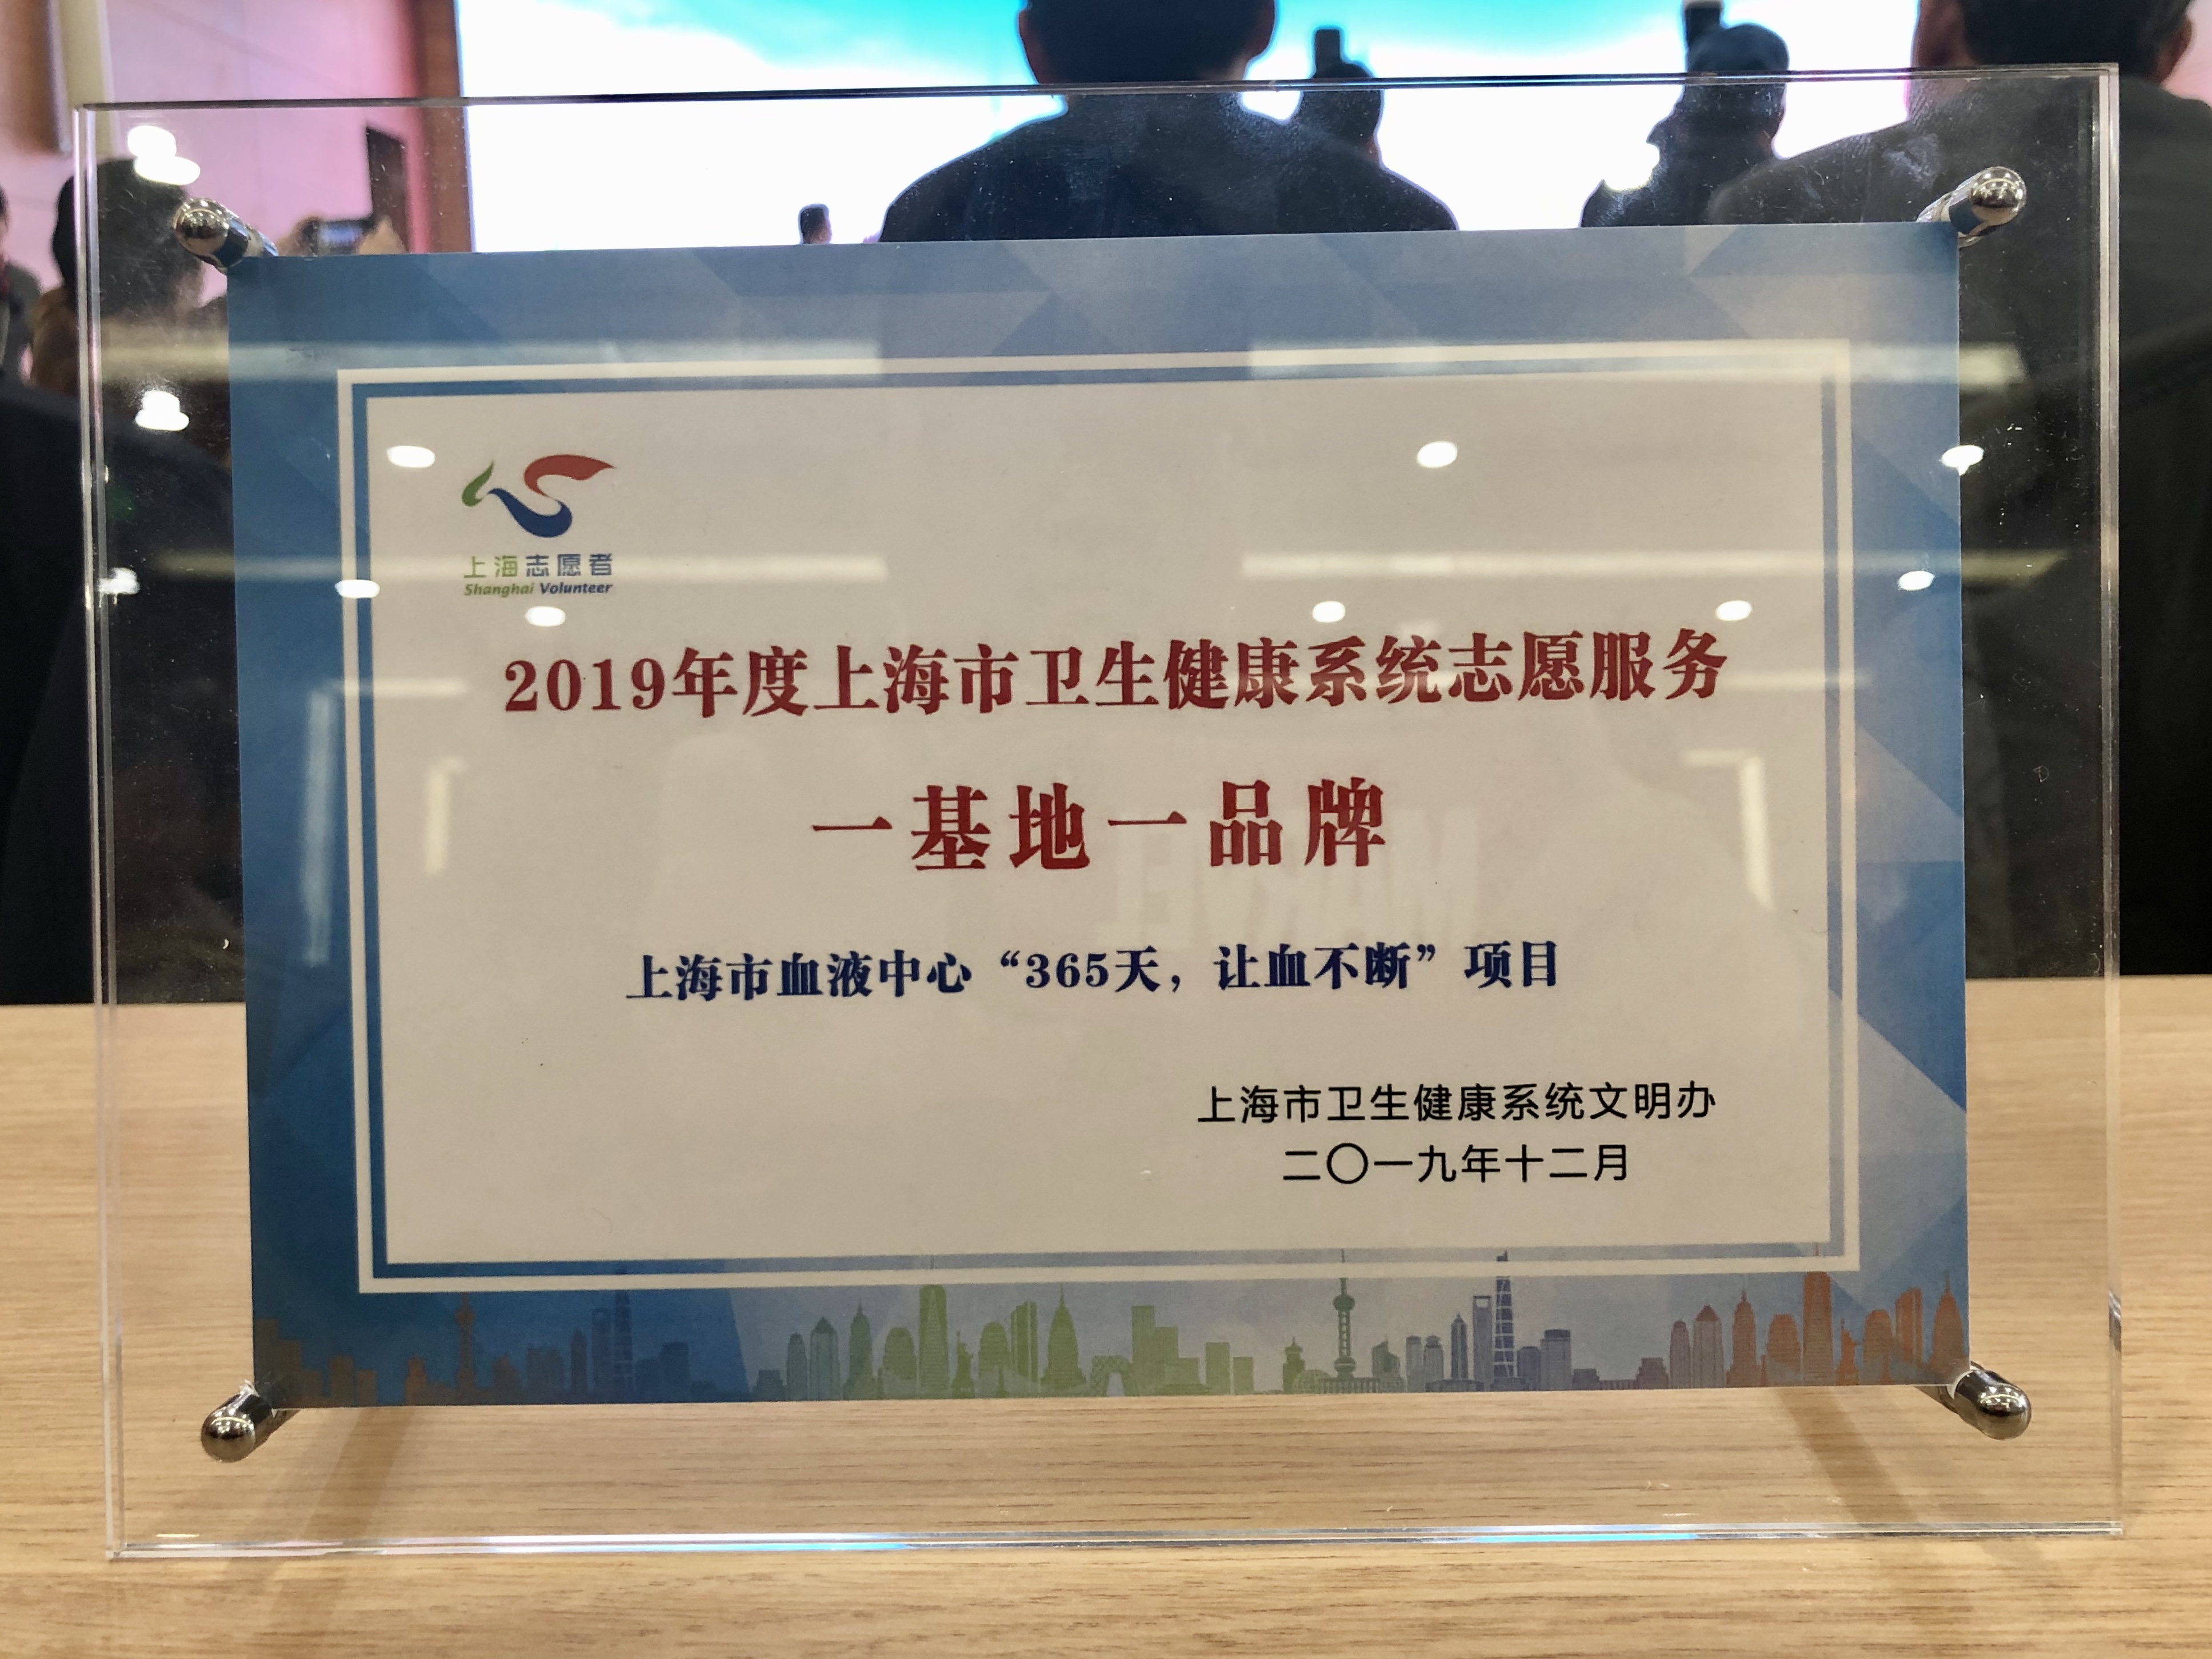 上海志愿者
Shanghai Volunteer
2019年度上海市卫生健康系统志愿服务
一基地一品牌
上海市血液中心“365天，让血不断”项目
上海市卫生健康系统文明办
二〇一九年十二月